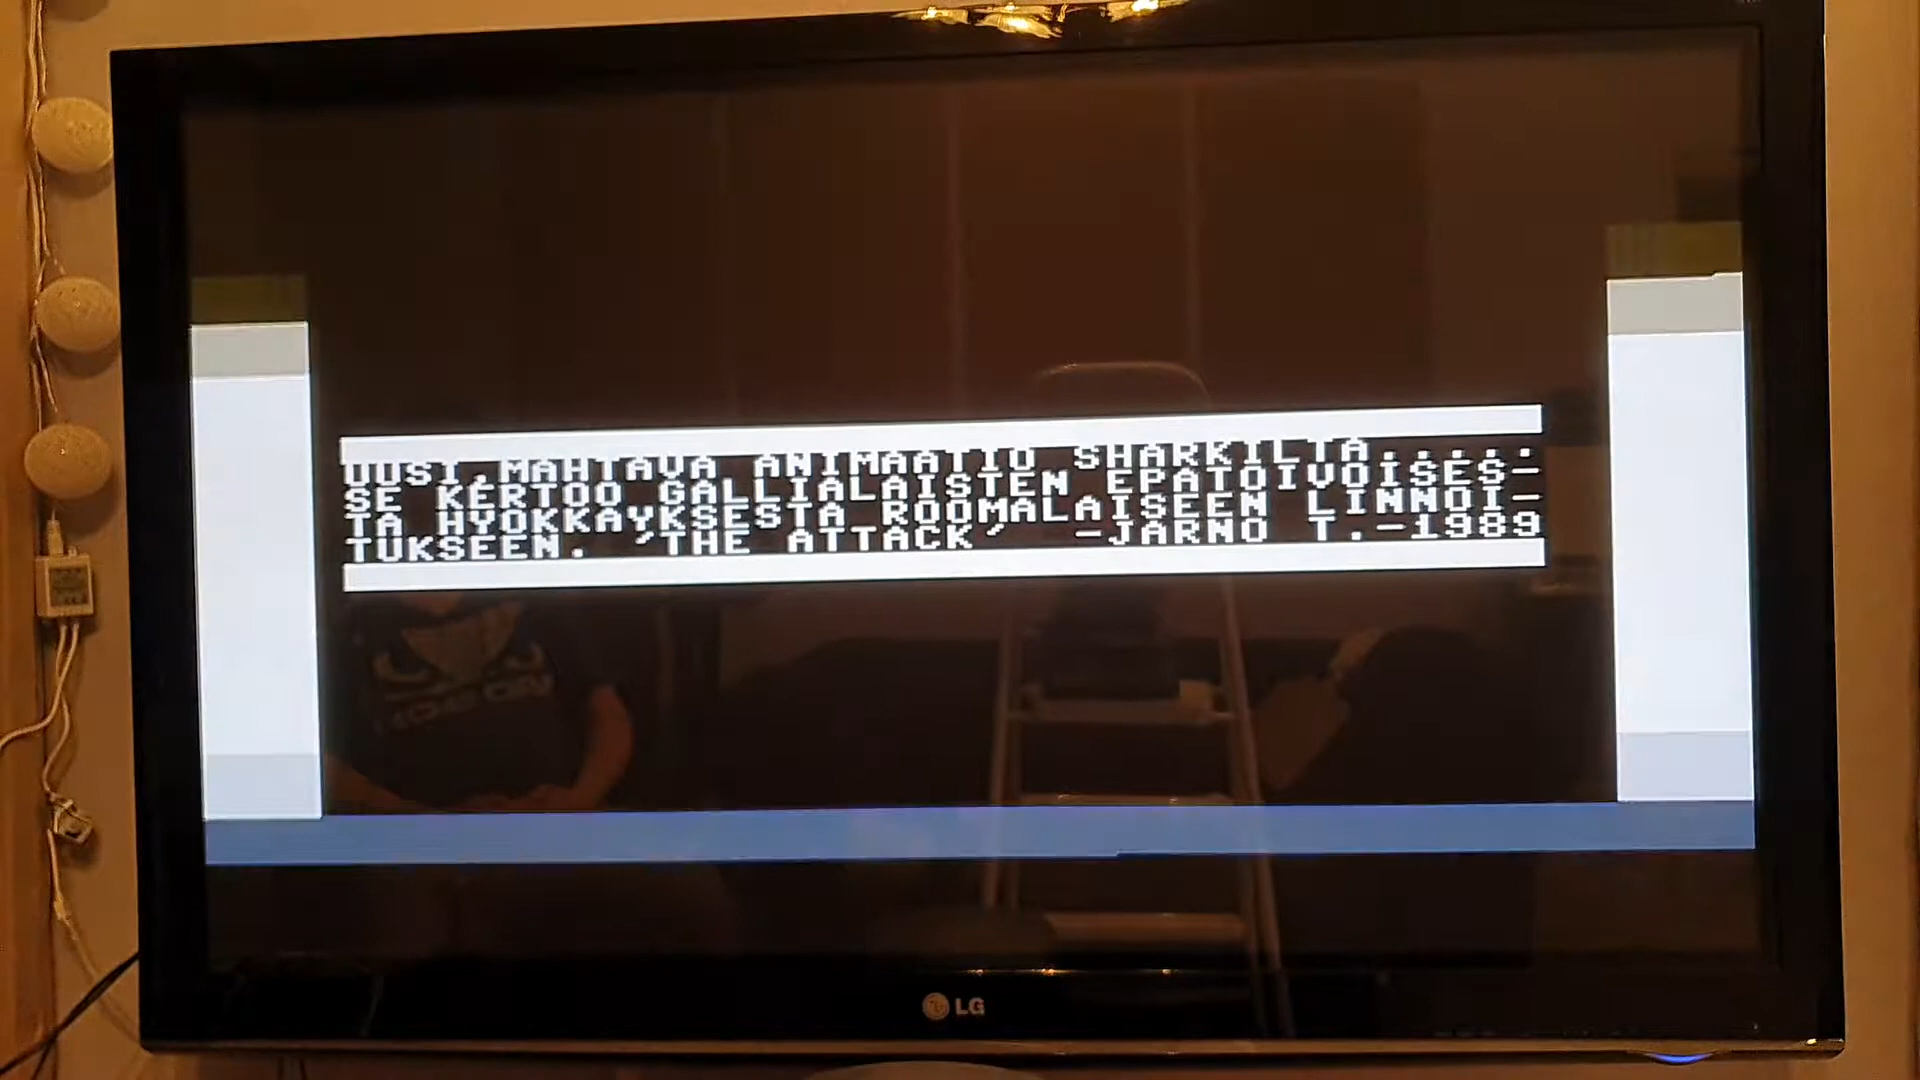 UUSI,MAHTAVA ANIMAATIO SHARKILTA.....
SE KERTOO GALLIALAISTEN EPATOIVOISES-
TA HYOKKAyKSESTA ROOMALAISEEN LINNOI-
TUKSEEN. 'THE ATTACK' -JARNO T.-1989
LG